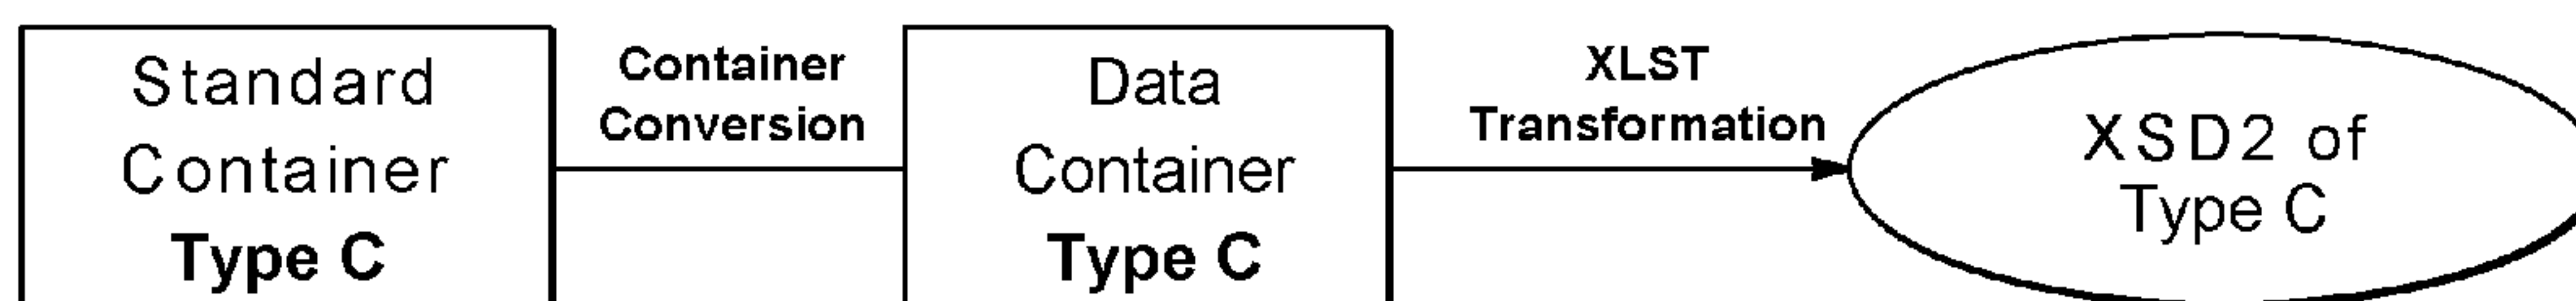 Standard
Container
Type C
Container
Conversion
Data
Container
Type C
XLST
Transformation
XSD2 of
Type C